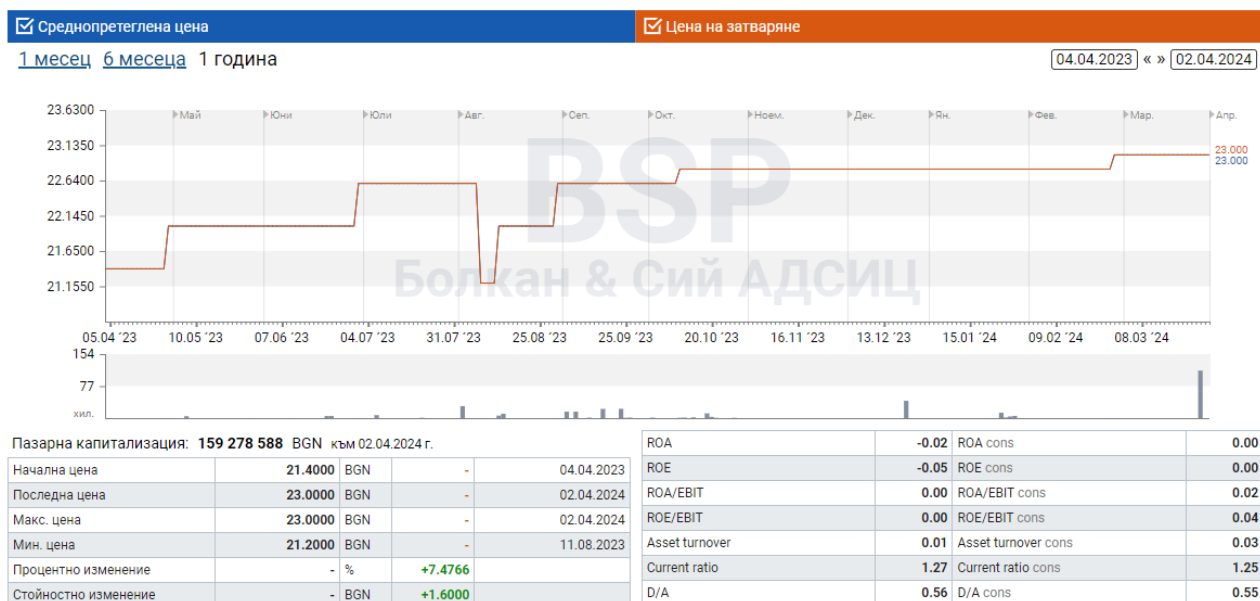 Среднопретеглена цена
Цена на затваряне
1 месец 6 месеца 1 година
04.04.2023 « » 02.04.2024
23.6300
Май Юни Юли Авг. Сеп. Окт. Ноем. Дек. Ян. Фев. Мар. Апр.
23.1350
23.000
23.000
22.6400
22.1450
21.6500
21.1550
BSP
Болкан & Сий АДСИЦ
05.04 ´23 10.05 ´23 07.06 ´23 04.07 ´23 31.07 ´23 25.08 ´23 25.09 ´23 20.10 ´23 16.11 ´23 13.12 ´23 15.01 ´24 09.02 ´24 08.03 ´24
154
77
хил.
Пазарна капитализация: 159 278 588 BGN към 02.04.2024 г.
Начална цена 21.4000 BGN - 04.04.2023
Последна цена 23.0000 BGN - 02.04.2024
Макс. цена 23.0000 BGN - 02.04.2024
Мин. цена 21.2000 BGN - 11.08.2023
Процентно изменение - % +7.4766
Стойностно изменение - BGN +1.6000
ROA -0.02 ROA cons 0.00
ROE -0.05 ROE cons 0.00
ROA/EBIT 0.00 ROA/EBIT cons 0.02
ROE/EBIT 0.00 ROE/EBIT cons 0.04
Asset turnover 0.01 Asset turnover cons 0.03
Current ratio 1.27 Current ratio cons 1.25
D/A 0.56 D/A cons 0.55